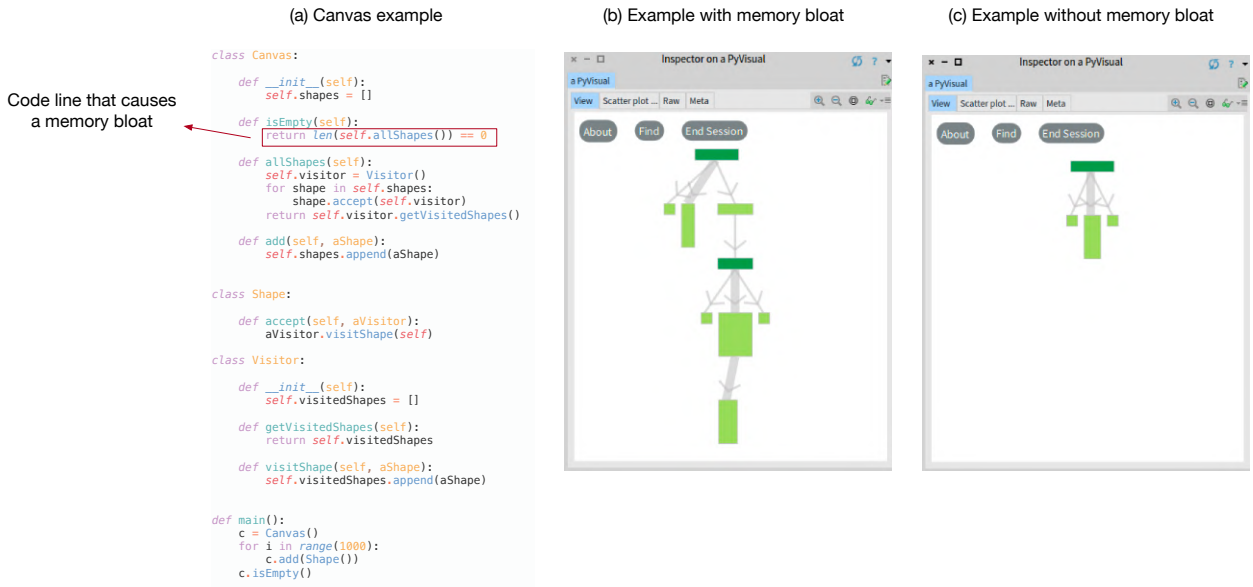 (a) Canvas example
(b) Example with memory bloat
(c) Example without memory bloat
Code line that causes
a memory bloat
class Canvas:
def __init__(self):
self.shapes = []
def isEmpty(self):
return len(self.allShapes()) == 0
def allShapes(self):
self.visitor = Visitor()
for shape in self.shapes:
shape.accept(self.visitor)
return self.visitor.getVisitedShapes()
def add(self, aShape):
self.shapes.append(aShape)
class Shape:
def accept(self, aVisitor):
aVisitor.visitShape(self)
class Visitor:
def __init__(self):
self.visitedShapes = []
def getVisitedShapes(self):
return self.visitedShapes
def visitShape(self, aShape):
self.visitedShapes.append(aShape)
def main():
c = Canvas()
for i in range(1000):
c.add(Shape())
c.isEmpty()
Inspector on a PyVisual
?
a PyVisual
View Scatter plot ... Raw Meta
About Find End Session
Inspector on a PyVisual
?
a PyVisual
View Scatter plot ... Raw Meta
About Find End Session